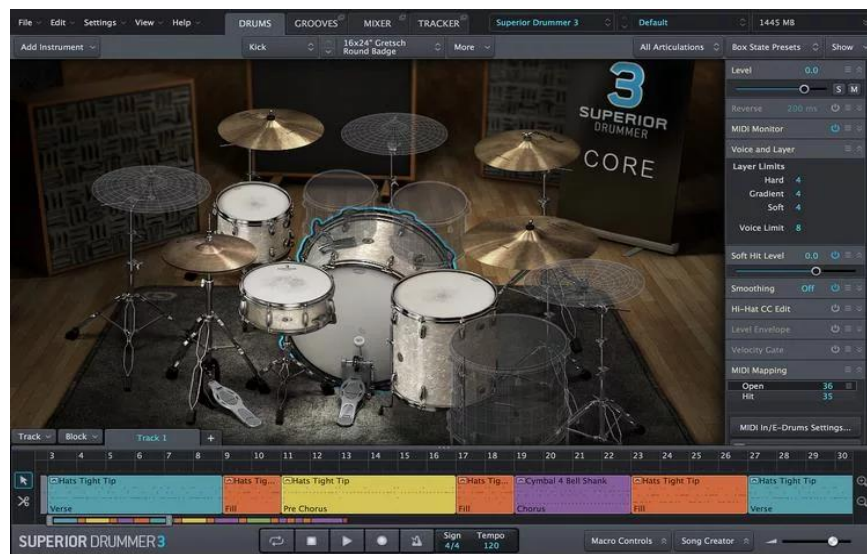 File Edit Settings View Help DRUMS GROOVES MIXER TRACKER Superior Drummer 3 Default 1445 MB
Add Instrument Kick 16x24" Gretsch Round Badge More All Articulations Box State Presets Show
Level 0.0
S M
Reverse 200 ms
MIDI Monitor
Voice and Layer
Layer Limits
Hard 4
Gradient 4
Soft 4
Voice Limit 8
Soft Hit Level 0.0
Smoothing Off
Hi-Hat CC Edit
Level Envelope
Velocity Gate
MIDI Mapping
Open 36
Hit 35
MIDI In/E-Drums Settings...
3
SUPERIOR
DRUMMER
CORE
Track Block Track 1 +
3 4 5 6 7 8 9 10 11 12 13 14 15 16 17 18 19 20 21 22 23 24 25 26 27 28 29 30
Hats Tight Tip Hats Tig... Hats Tight Tip Hats Tig... Cymbal 4 Bell Shank Hats Tight Tip Hats Tight Tip
Verse Fill Pre Chorus Fill Chorus Fill Verse
SUPERIOR DRUMMER 3 Sign 4/4 Tempo 120 Macro Controls Song Creator